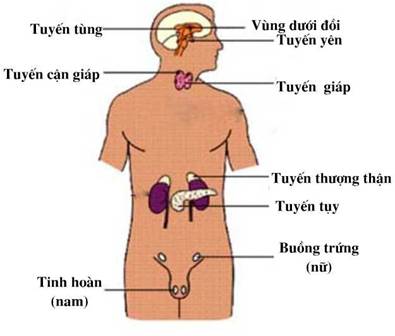 Tuyến tùng
Vùng dưới đồi
Tuyến yên
Tuyến cận giáp
Tuyến giáp
Tuyến thượng thận
Tuyến tụy
Buồng trứng
(nữ)
Tinh hoàn
(nam)